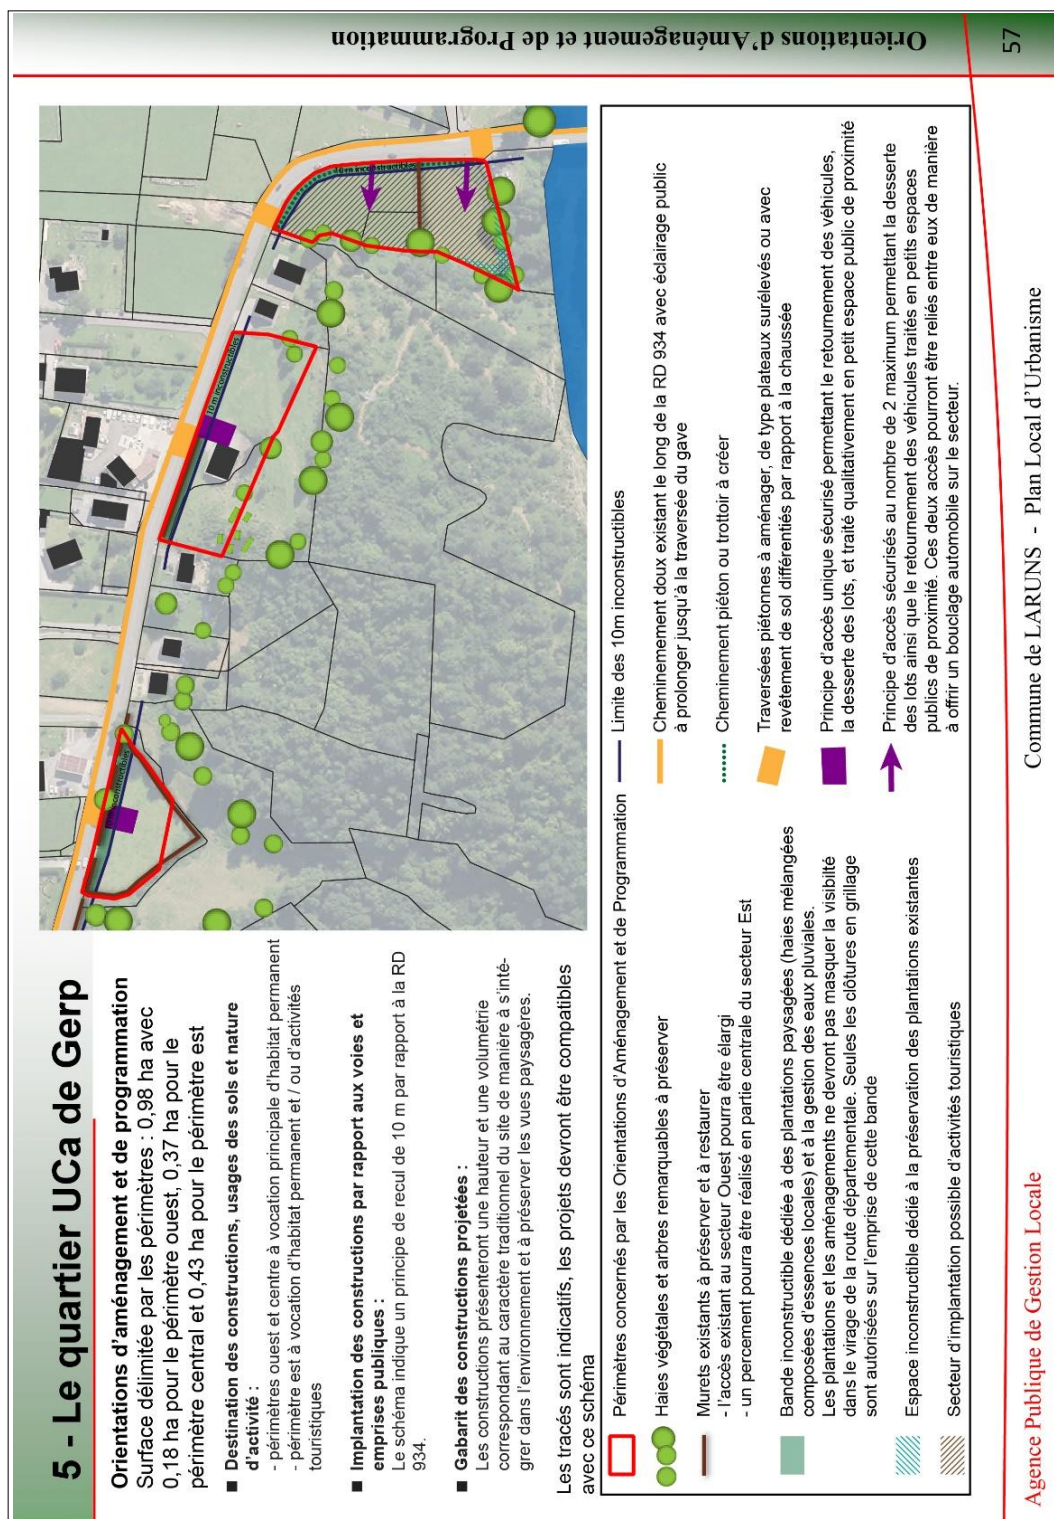 Orientations d'Aménagement et de Programmation
57
5 - Le quartier UCa de Gerp
Orientations d'aménagement et de programmation
Surface délimitée par les périmètres : 0,98 ha avec
0,18 ha pour le périmètre ouest, 0,37 ha pour le
périmètre central et 0,43 ha pour le périmètre est
■ Destination des constructions, usages des sols et nature
d'activité :
- périmètres ouest et centre à vocation principale d'habitat permanent
- périmètre est à vocation d'habitat permanent et / ou d'activités
touristiques
■ Implantation des constructions par rapport aux voies et
emprises publiques :
Le schéma indique un principe de recul de 10 m par rapport à la RD
934.
■ Gabarit des constructions projetées :
Les constructions présenteront une hauteur et une volumétrie
correspondant au caractère traditionnel du site de manière à s'inté-
grer dans l'environnement et à préserver les vues paysagères.
Les tracés sont indicatifs, les projets devront être compatibles
avec ce schéma
inconstructibles
10 m inconstructibles
10 m inconstructibles
Périmètres concernés par les Orientations d'Aménagement et de Programmation
Haies végétales et arbres remarquables à préserver
Murets existants à préserver et à restaurer
- l'accès existant au secteur Ouest pourra être élargi
- un percement pourra être réalisé en partie centrale du secteur Est
Bande inconstructible dédiée à des plantations paysagées (haies mélangées
composées d'essences locales) et à la gestion des eaux pluviales.
Les plantations et les aménagements ne devront pas masquer la visibilté
dans le virage de la route départementale. Seules les clôtures en grillage
sont autorisées sur l'emprise de cette bande
Espace inconstructible dédié à la préservation des plantations existantes
Secteur d'implantation possible d'activités touristiques
Limite des 10m inconstructibles
Cheminemement doux existant le long de la RD 934 avec éclairage public
à prolonger jusqu'à la traversée du gave
Cheminement piéton ou trottoir à créer
Traversées piétonnes à aménager, de type plateaux surélevés ou avec
revêtement de sol différentiés par rapport à la chaussée
Principe d'accès unique sécurisé permettant le retournement des véhicules,
la desserte des lots, et traité qualitativement en petit espace public de proximité
Principe d'accès sécurisés au nombre de 2 maximum permettant la desserte
des lots ainsi que le retournement des véhicules traités en petits espaces
publics de proximité. Ces deux accès pourront être reliés entre eux de manière
à offrir un bouclage automobile sur le secteur.
Agence Publique de Gestion Locale
Commune de LARUNS - Plan Local d'Urbanisme